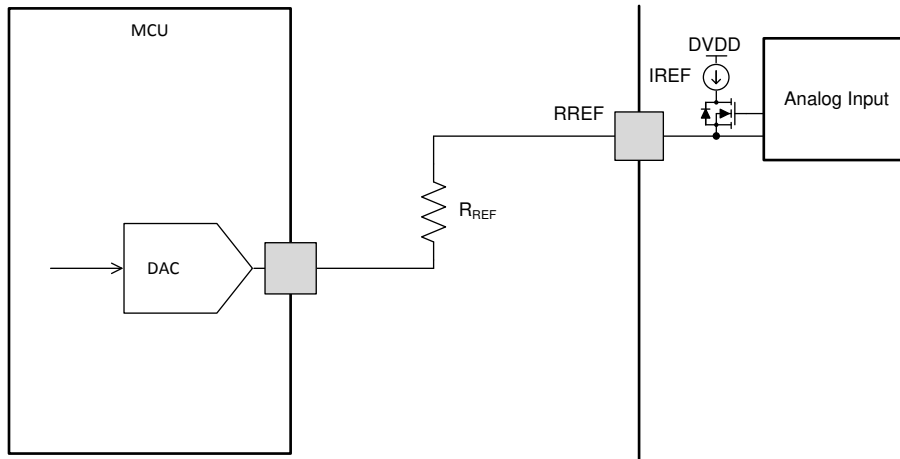 MCU
DVDD
IREF
Analog Input
RREF
RREF
DAC